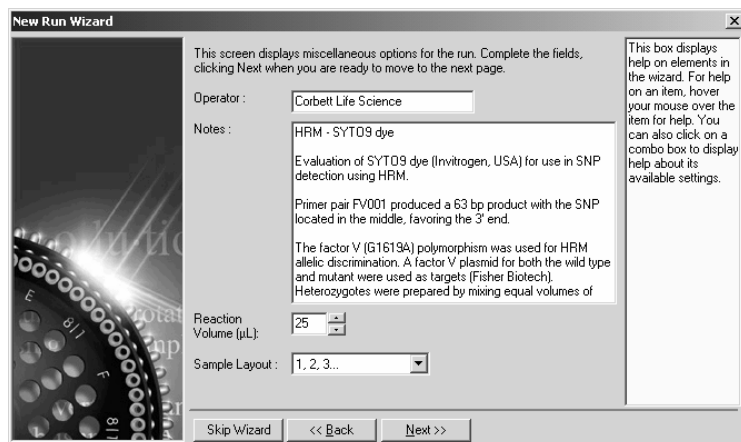 New Run Wizard
This screen displays miscellaneous options for the run. Complete the fields,
clicking Next when you are ready to move to the next page.
Operator :
Corbett Life Science
Notes :
HRM - SYTO9 dye
Evaluation of SYTO9 dye (Invitrogen, USA) for use in SNP
detection using HRM.
Primer pair FV001 produced a 63 bp product with the SNP
located in the middle, favoring the 3' end.
The factor V (G1619A) polymorphism was used for HRM
allelic discrimination. A factor V plasmid for both the wild type
and mutant were used as targets (Fisher Biotech).
Heterozygotes were prepared by mixing equal volumes of
Reaction
Volume (µL):
25
Sample Layout :
1, 2, 3...
Skip Wizard
<< Back
Next >>
This box displays
help on elements in
the wizard. For help
on an item, hover
your mouse over the
item for help. You
can also click on a
combo box to display
help about its
available settings.
E
8|7
F
8|7